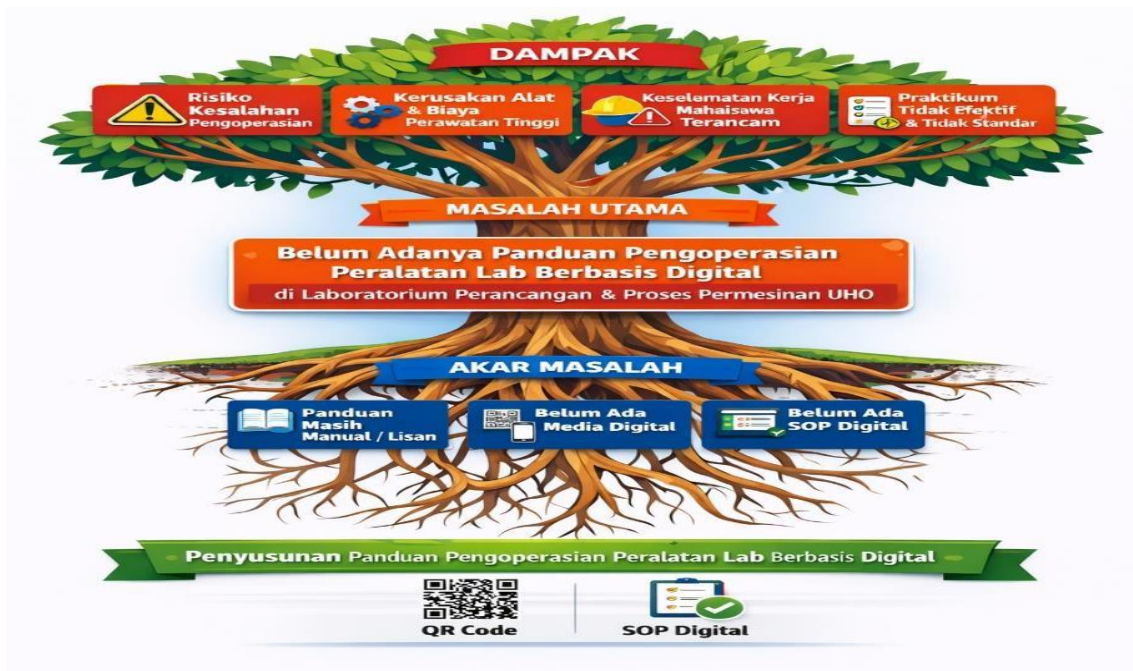 DAMPAK
Risiko
Kesalahan
Pengoperasian
Kerusakan Alat
& Biaya
Perawatan Tinggi
Keselematan Kerja
Mahaisawa
Terancam
Praktikum
Tidak Efektif
& Tidak Standar
MASALAH UTAMA
Belum Adanya Panduan Pengoperasian
Peralatan Lab Berbasis Digital
di Laboratorium Perancangan & Proses Permesinan UHO
AKAR MASALAH
Panduan
Masih
Manual / Lisan
Belum Ada
Media Digital
Belum Ada
SOP Digital
Penyusunan Panduan Pengoperasian Peralatan Lab Berbasis Digital
QR Code
SOP Digital